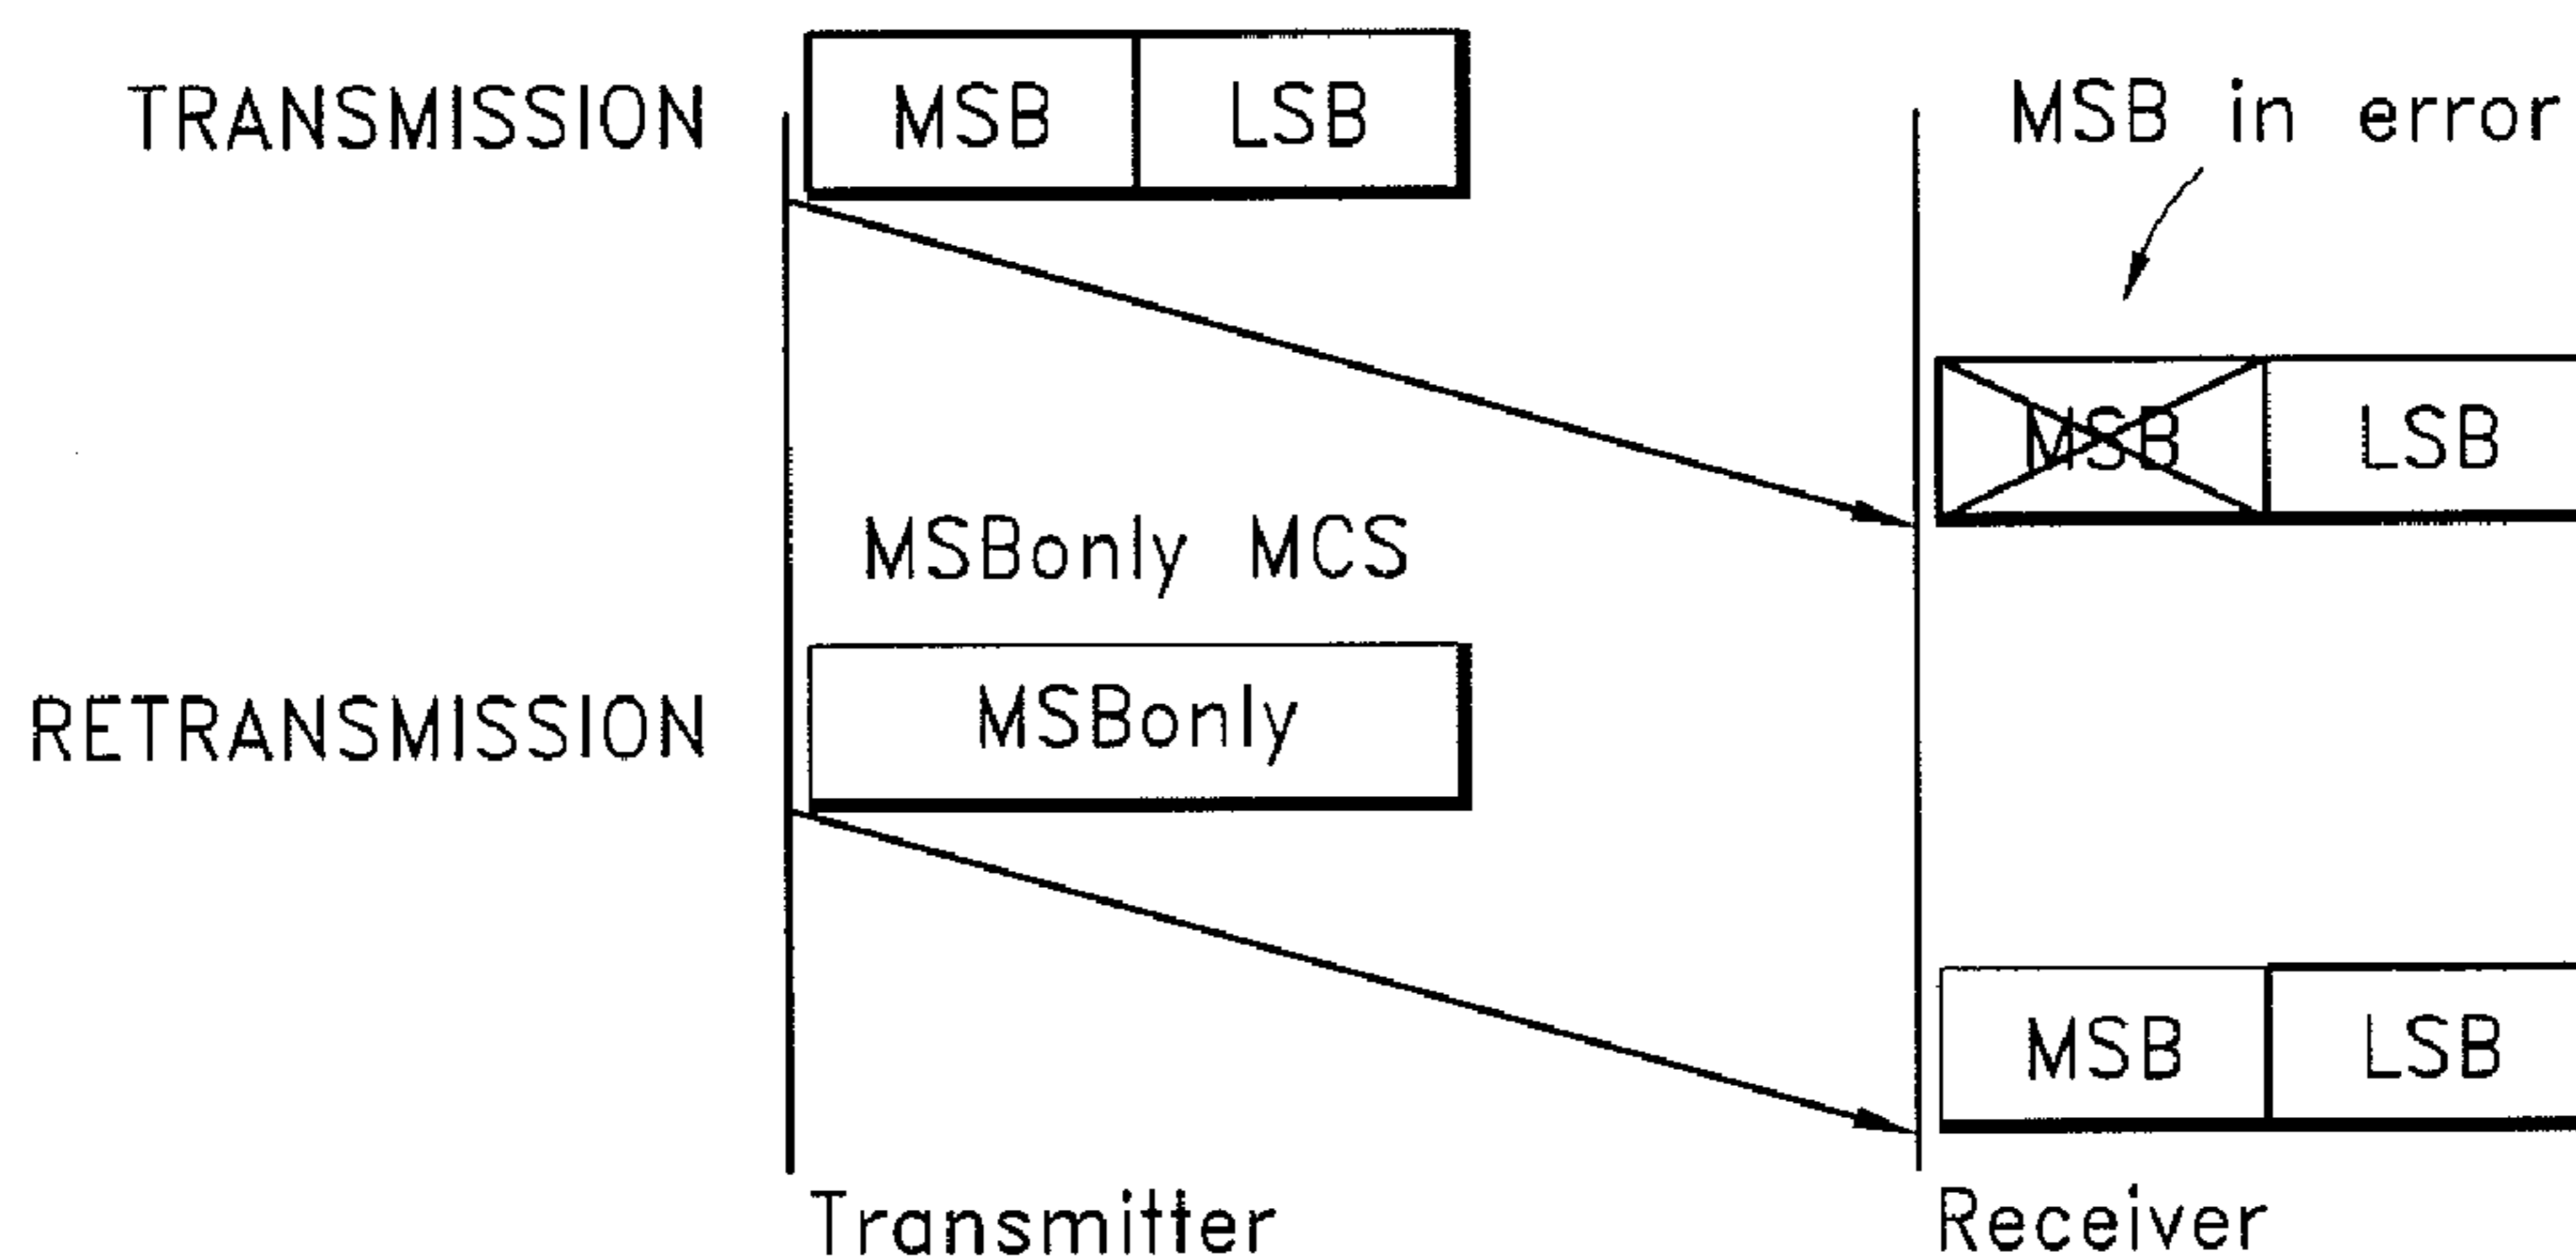 TRANSMISSION
MSB LSB
MSB in error
MSB LSB
MSBonly MCS
RETRANSMISSION
MSBonly
MSB LSB
Transmitter
Receiver